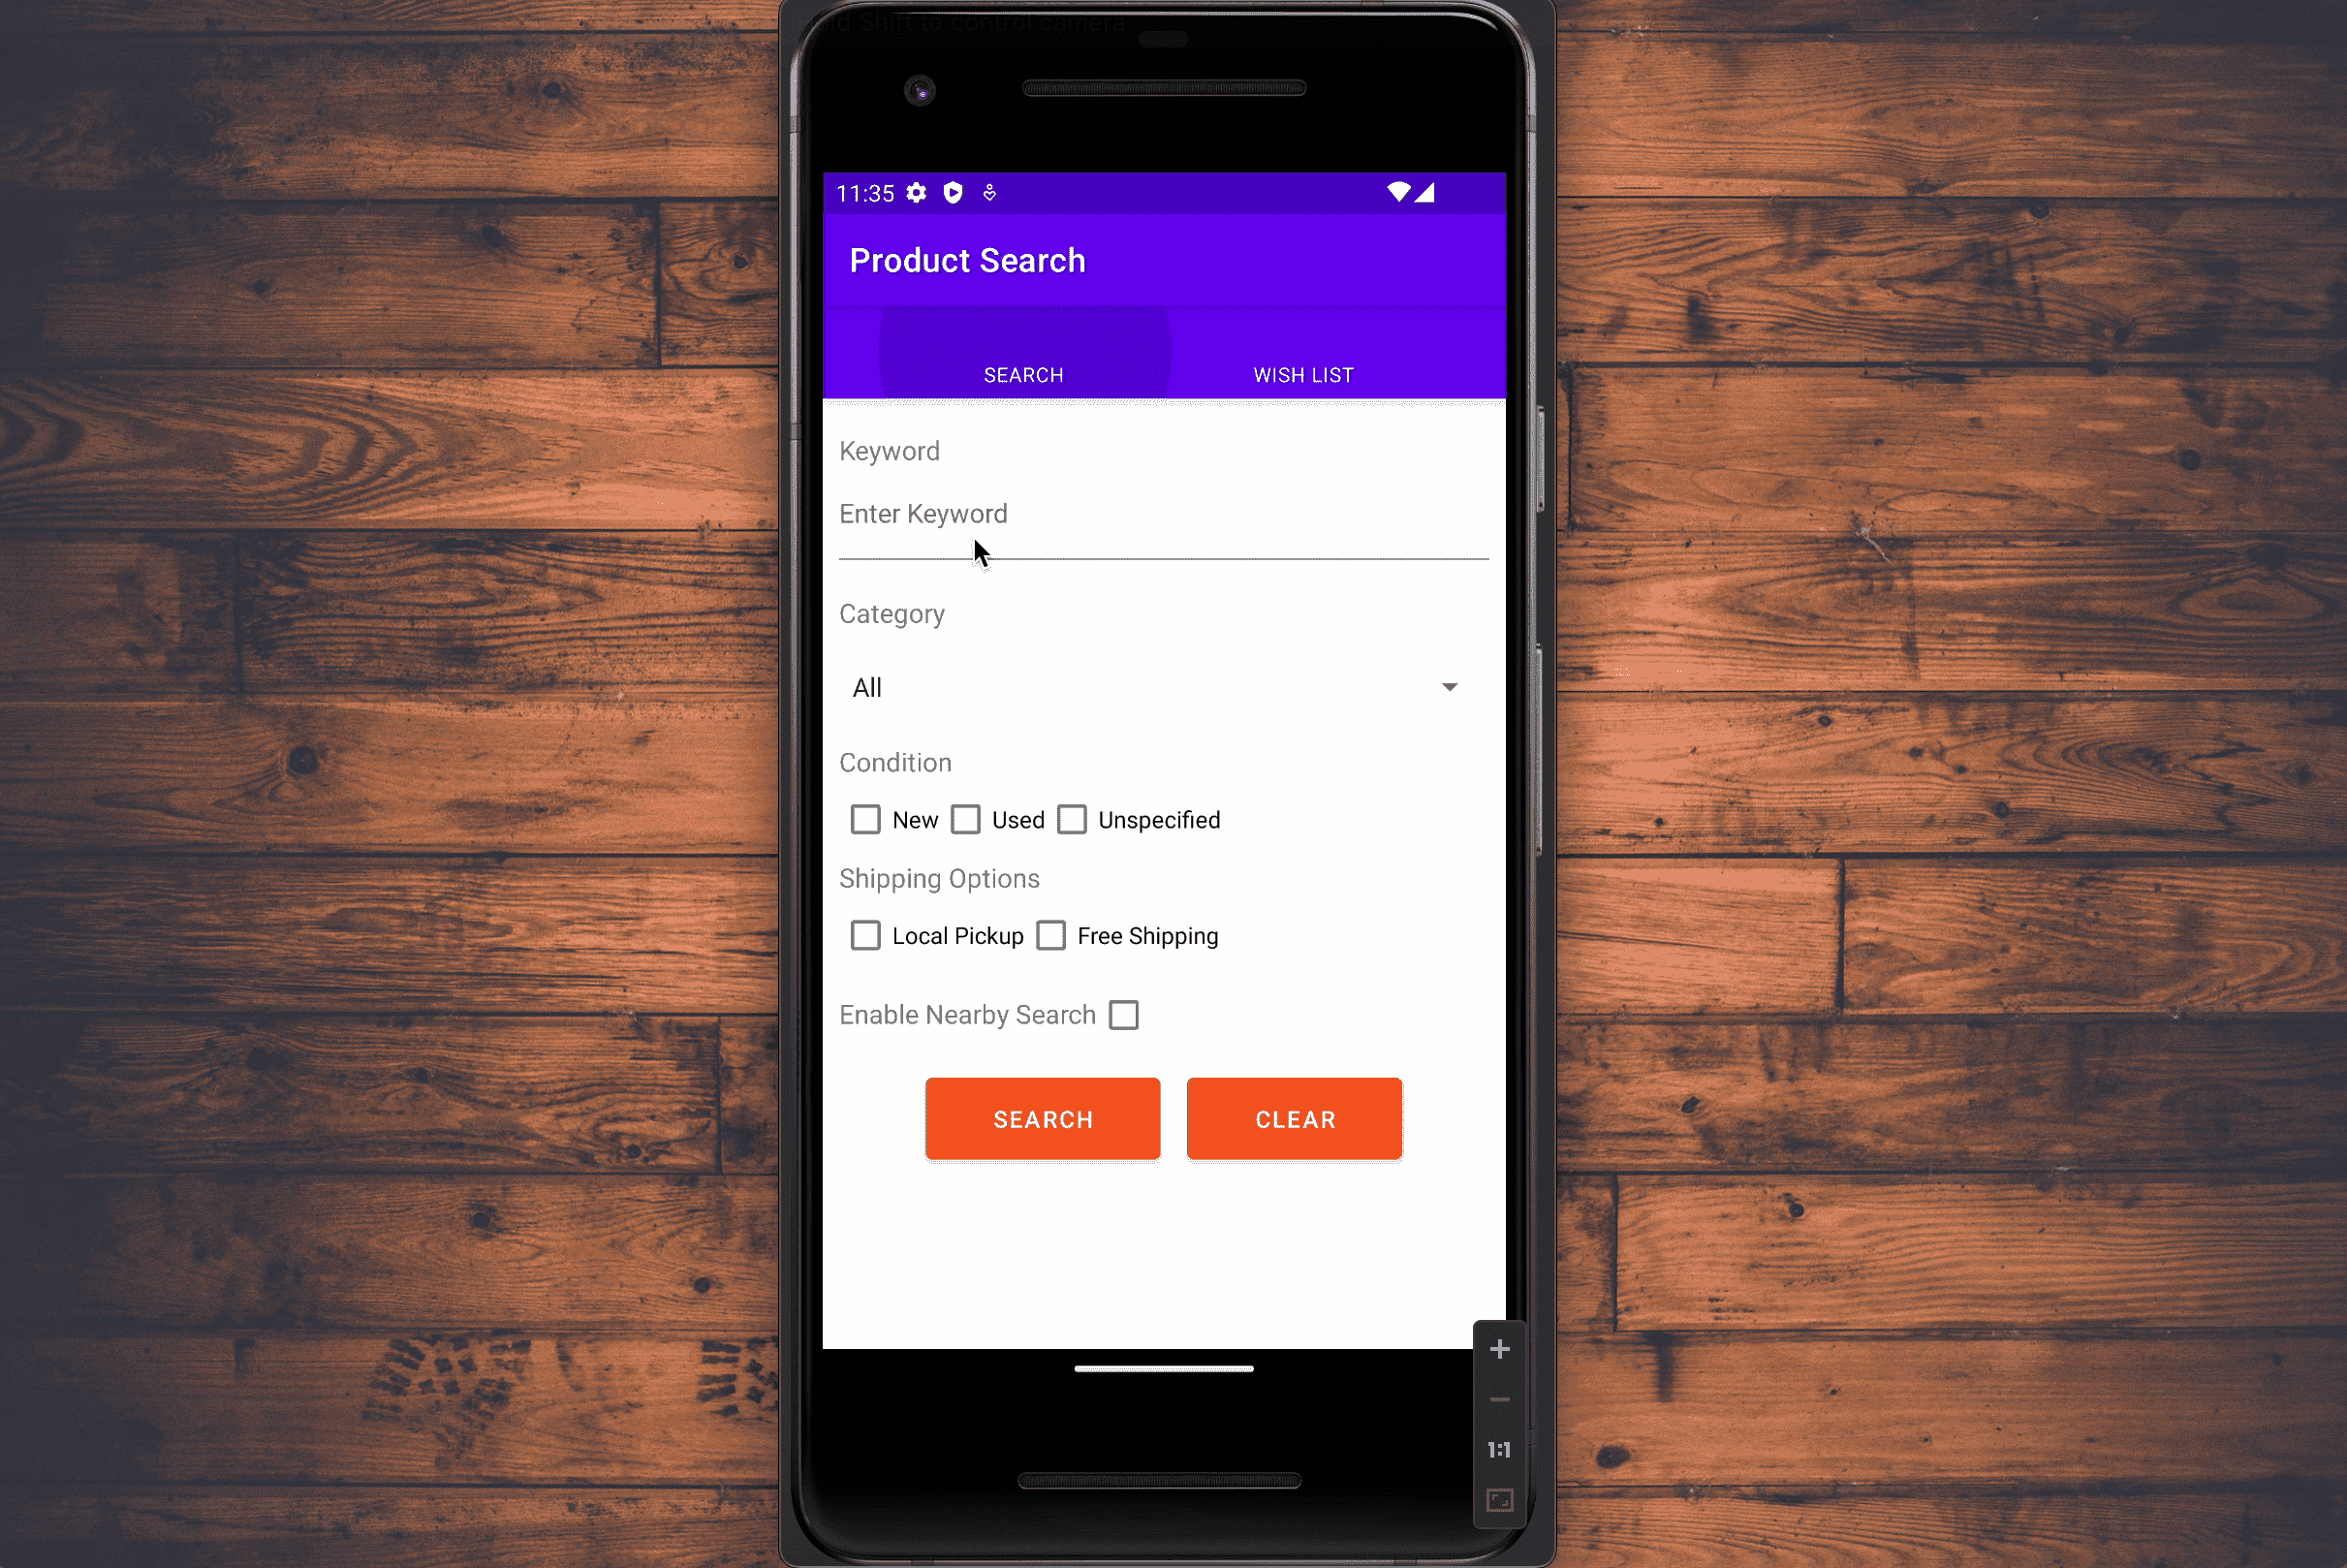 Shift to control camera
11:35
Product Search
SEARCH WISH LIST
Keyword
Enter Keyword
Category
All
Condition
New Used Unspecified
Shipping Options
Local Pickup Free Shipping
Enable Nearby Search
SEARCH CLEAR
1:1